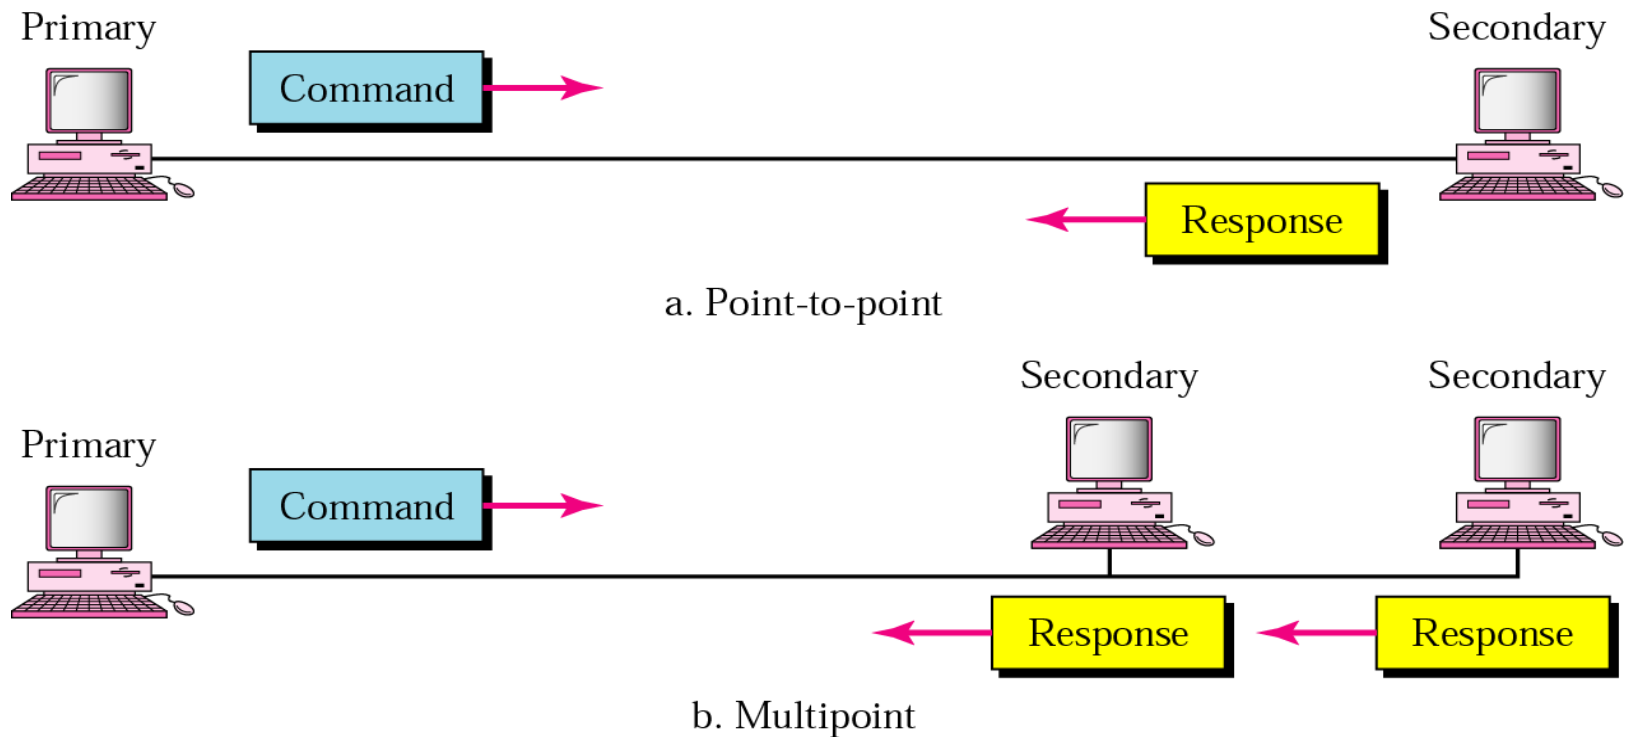 Primary
Secondary
Command
Response
a. Point-to-point
Secondary
Secondary
Primary
Command
Response
Response
b. Multipoint